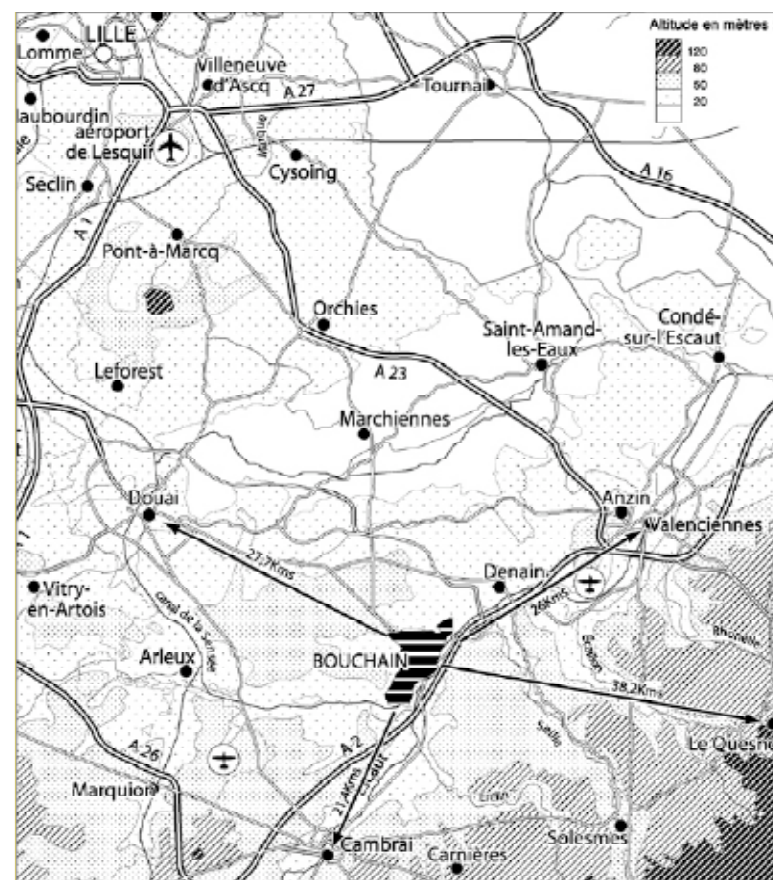 Altitude en mètres
120
80
50
20
Lomme
LILLE
Villeneuve
d'Ascq
A 27
Tournai
aubourdin
aéroport
de Lesquin
Cysoing
A 16
Seclin
A 1
Pont-à-Marcq
Orchies
Saint-Amand-
les-Eaux
Condé-
sur-l'Escaut
A 23
Leforest
Marchiennes
Douai
Anzin
Valenciennes
27,7Kms
Denain
26Kms
Vitry-
en-Artois
canal de la Sensée
Rhonelle
BOUCHAIN
Arleux
38,2Kms
Selle
Le Quesno
A 26
A 2
Marquion
21,4Kms
Solesmes
Cambrai
Carnières